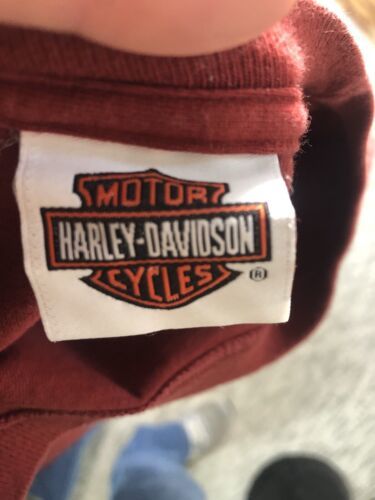 MOTOR
HARLEY-DAVIDSON
CYCLES
®